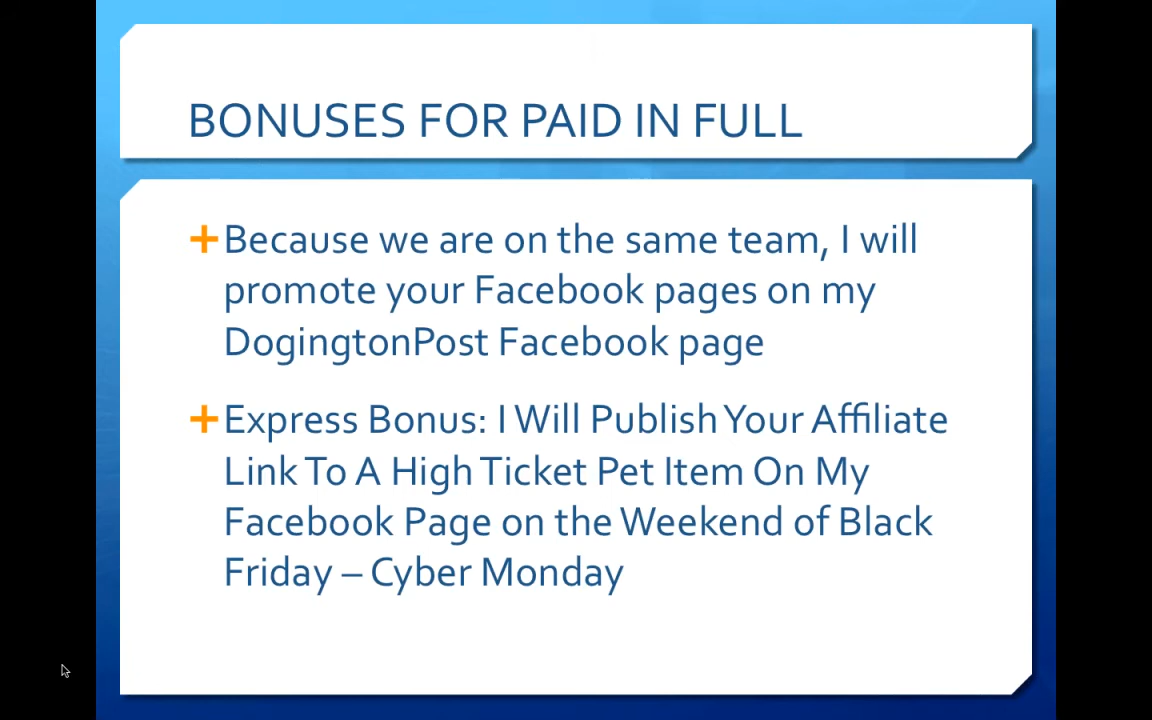 BONUSES FOR PAID IN FULL
Because we are on the same team, I will
promote your Facebook pages on my
DogingtonPost Facebook page
Express Bonus: I Will Publish Your Affiliate
Link To A High Ticket Pet Item On My
Facebook Page on the Weekend of Black
Friday – Cyber Monday